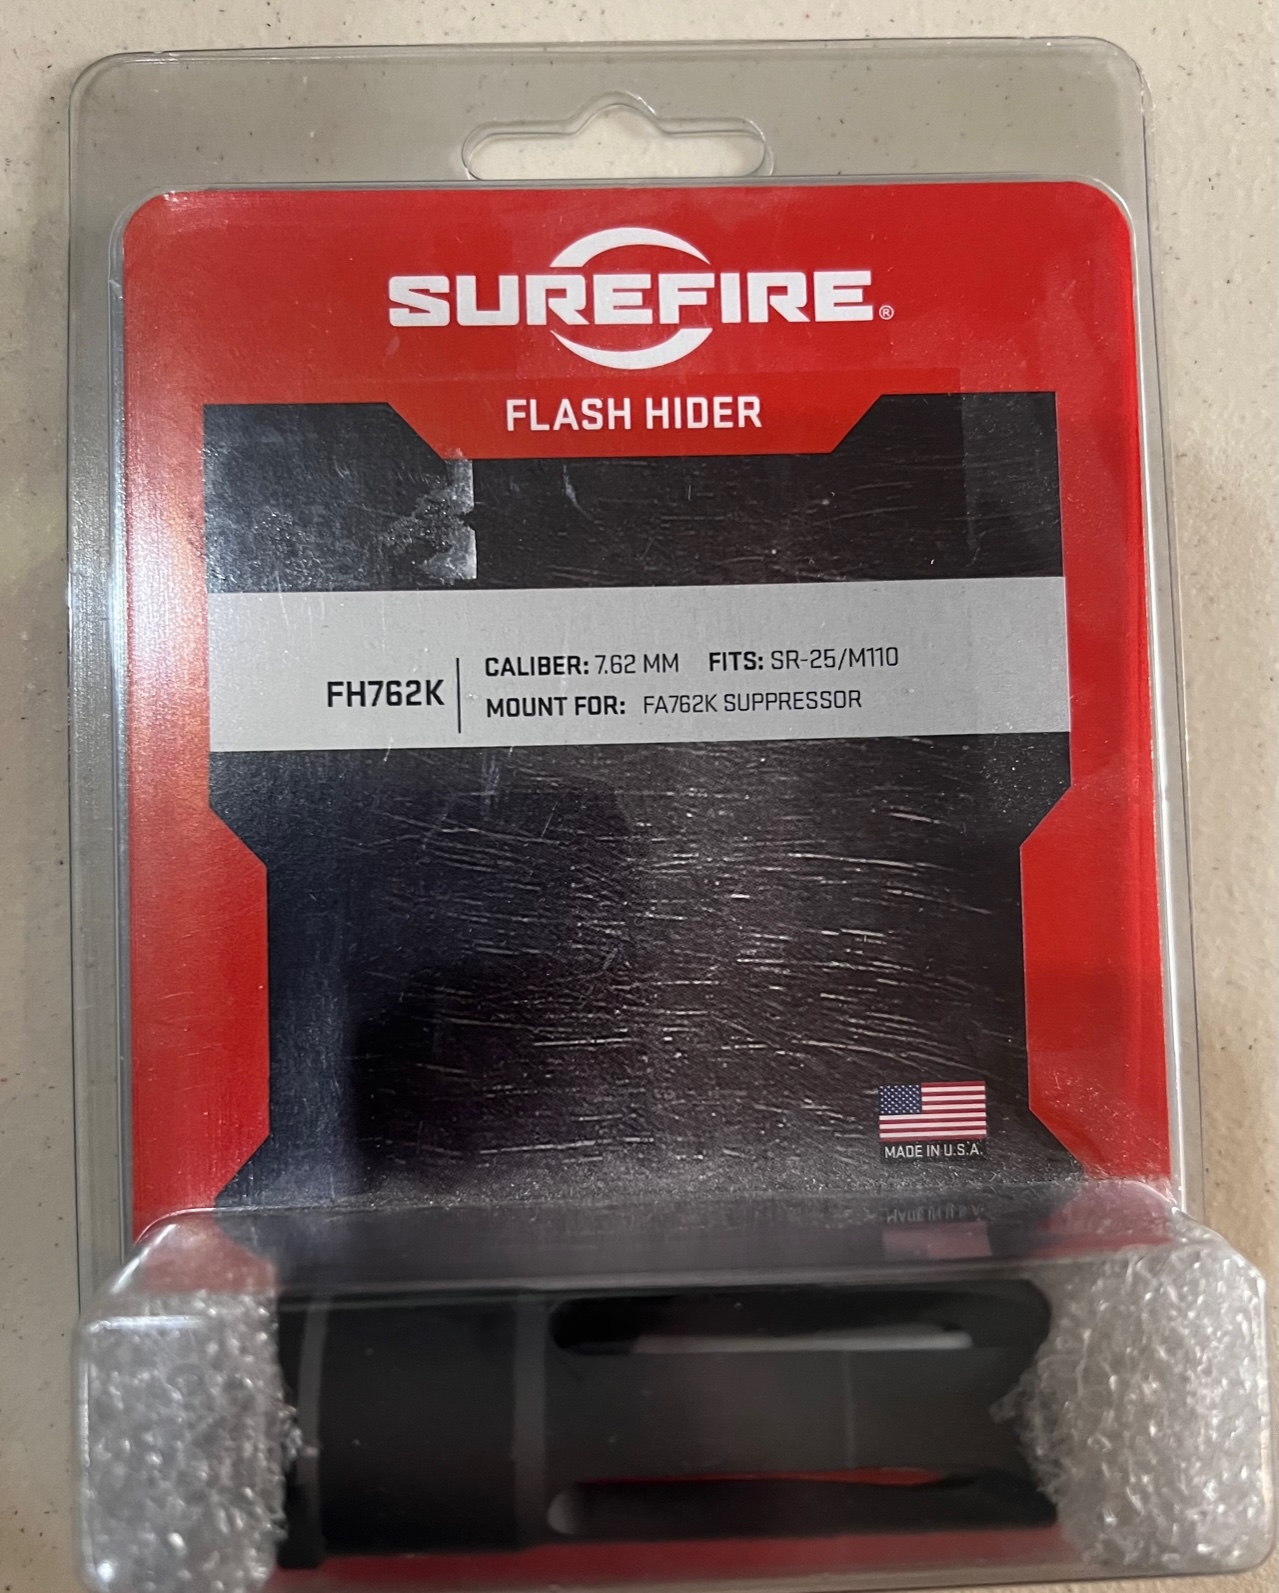 SUREFIRE®
FLASH HIDER
FH762K
CALIBER: 7.62 MM FITS: SR-25/M110
MOUNT FOR: FA762K SUPPRESSOR
MADE IN U.S.A.